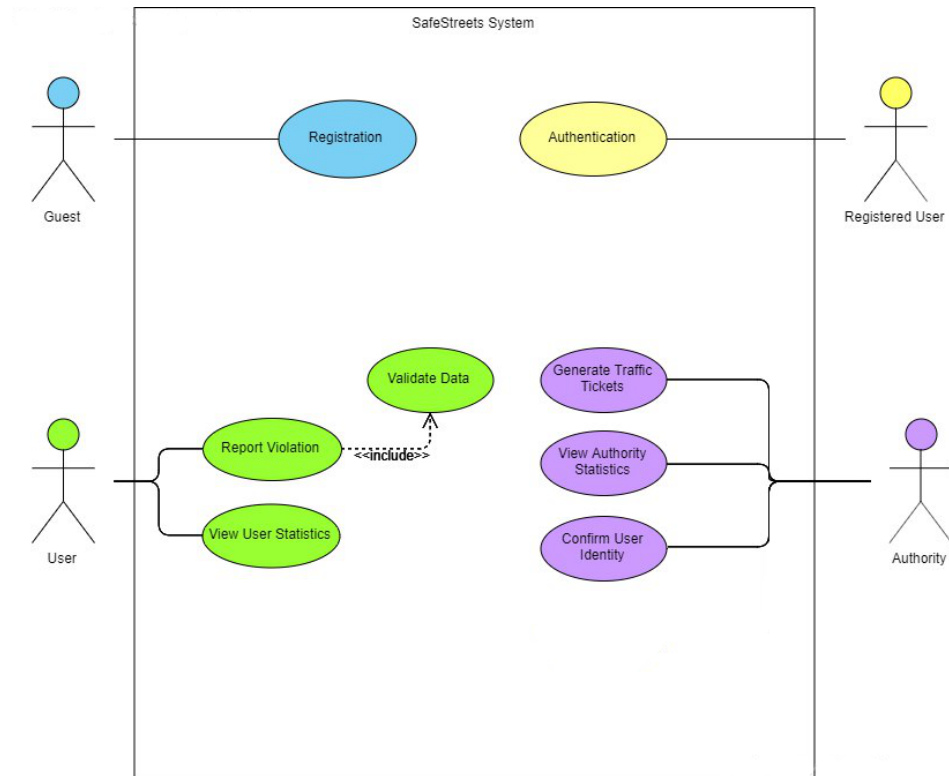 SafeStreets System
Registration
Authentication
Guest
Registered User
Validate Data
Generate Traffic
Tickets
Report Violation
<<include>>
View Authority
Statistics
View User Statistics
Confirm User
Identity
User
Authority